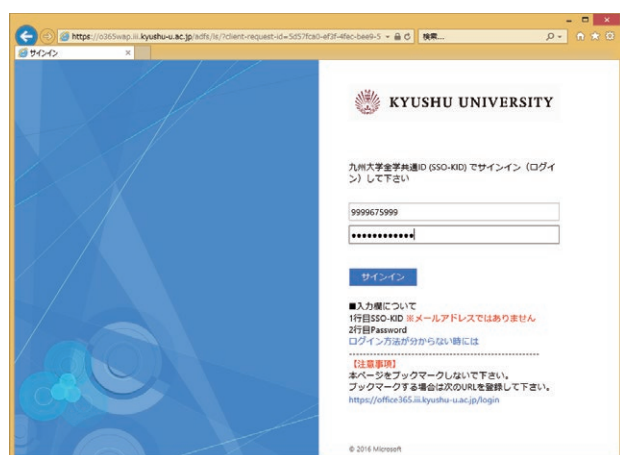 https://o365wap.iii.kyushu-u.ac.jp/adfs/ls/?client-request-id=5d57fca0-ef3f-4fec-bee9-5
検索...
サインイン
KYUSHU UNIVERSITY
九州大学全学共通ID (SSO-KID) でサインイン（ログイ
ン）して下さい
9999675999
サインイン
■入力欄について
1行目SSO-KID ※メールアドレスではありません
2行目Password
ログイン方法が分からない時には
【注意事項】
本ページをブックマークしないで下さい。
ブックマークする場合は次のURLを登録して下さい。
https://office365.iii.kyushu-u.ac.jp/login
© 2016 Microsoft